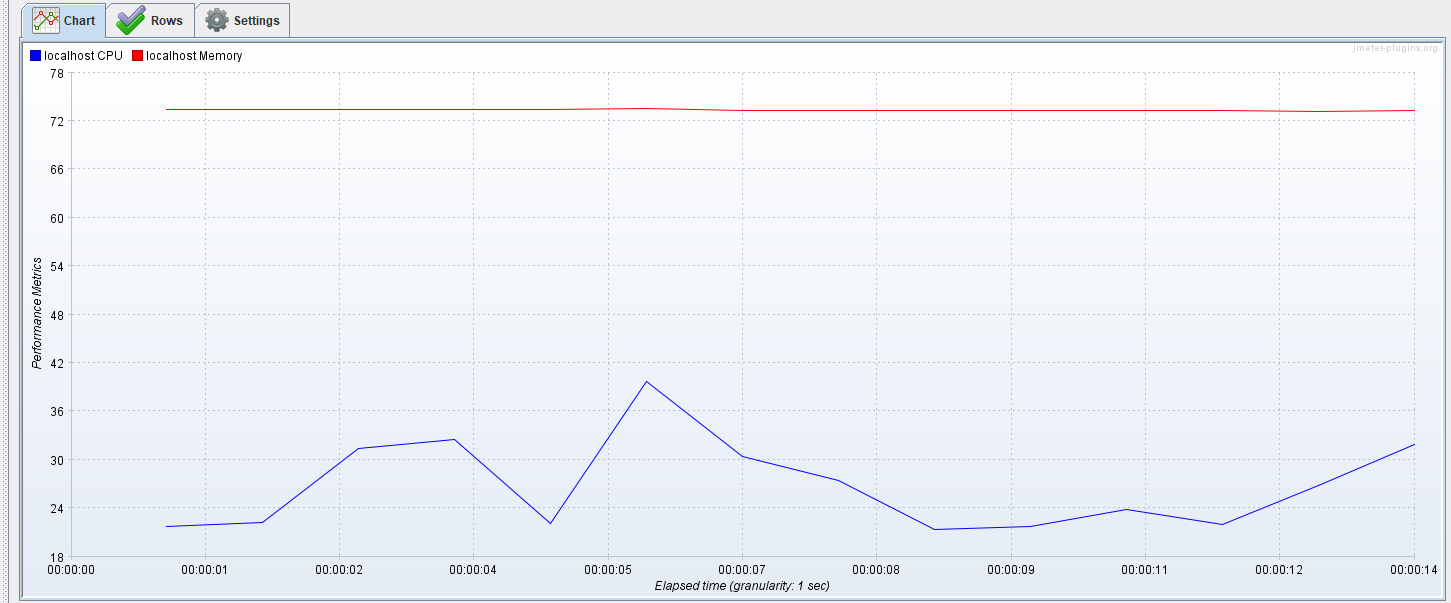 Chart Rows Settings
jmeter-plugins.org
localhost CPU localhost Memory
78
72
66
60
54
48
42
36
30
24
18
Performance Metrics
00:00:00 00:00:01 00:00:02 00:00:04 00:00:05 00:00:07 00:00:08 00:00:09 00:00:11 00:00:12 00:00:14
Elapsed time (granularity: 1 sec)